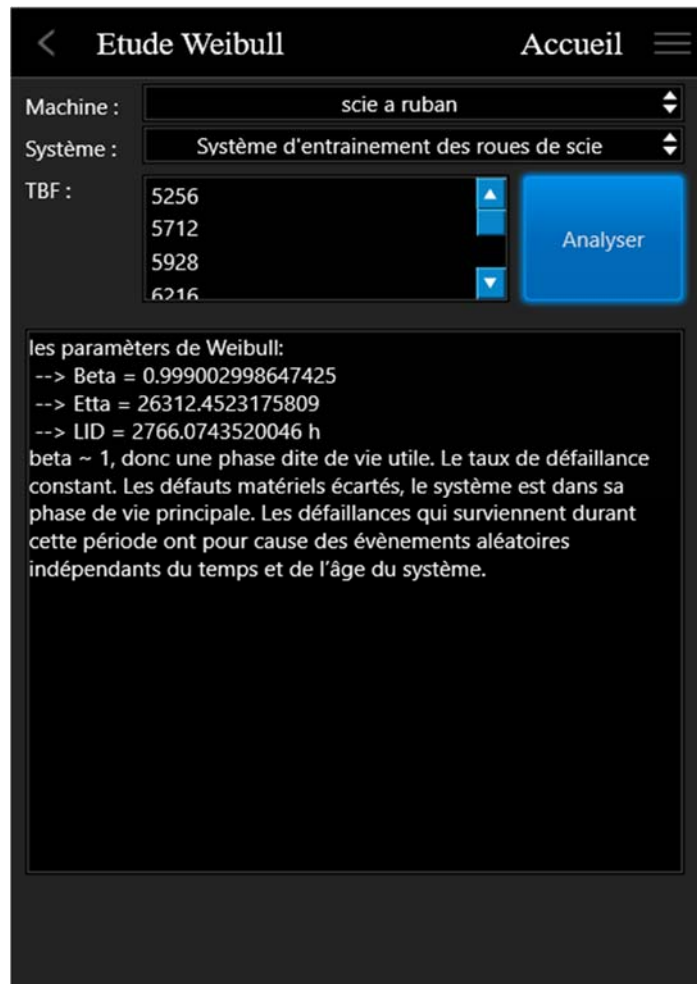 Etude Weibull Accueil
Machine : scie a ruban
Système : Système d'entrainement des roues de scie
TBF :
5256
5712
5928
6216
Analyser
les paramèters de Weibull:
--> Beta = 0.999002998647425
--> Etta = 26312.4523175809
--> LID = 2766.0743520046 h
beta ~ 1, donc une phase dite de vie utile. Le taux de défaillance
constant. Les défauts matériels écartés, le système est dans sa
phase de vie principale. Les défaillances qui surviennent durant
cette période ont pour cause des évènements aléatoires
indépendants du temps et de l'âge du système.